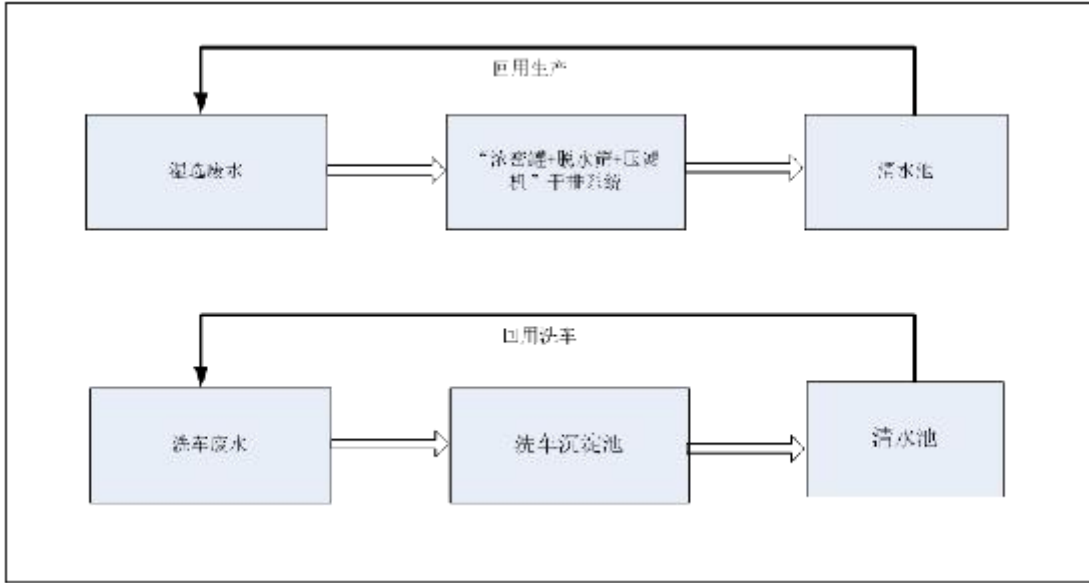 回用生产
湿选废水
“浓密罐+脱水筛+压滤
机”干排系统
清水池
回用洗车
洗车废水
洗车沉淀池
清水池